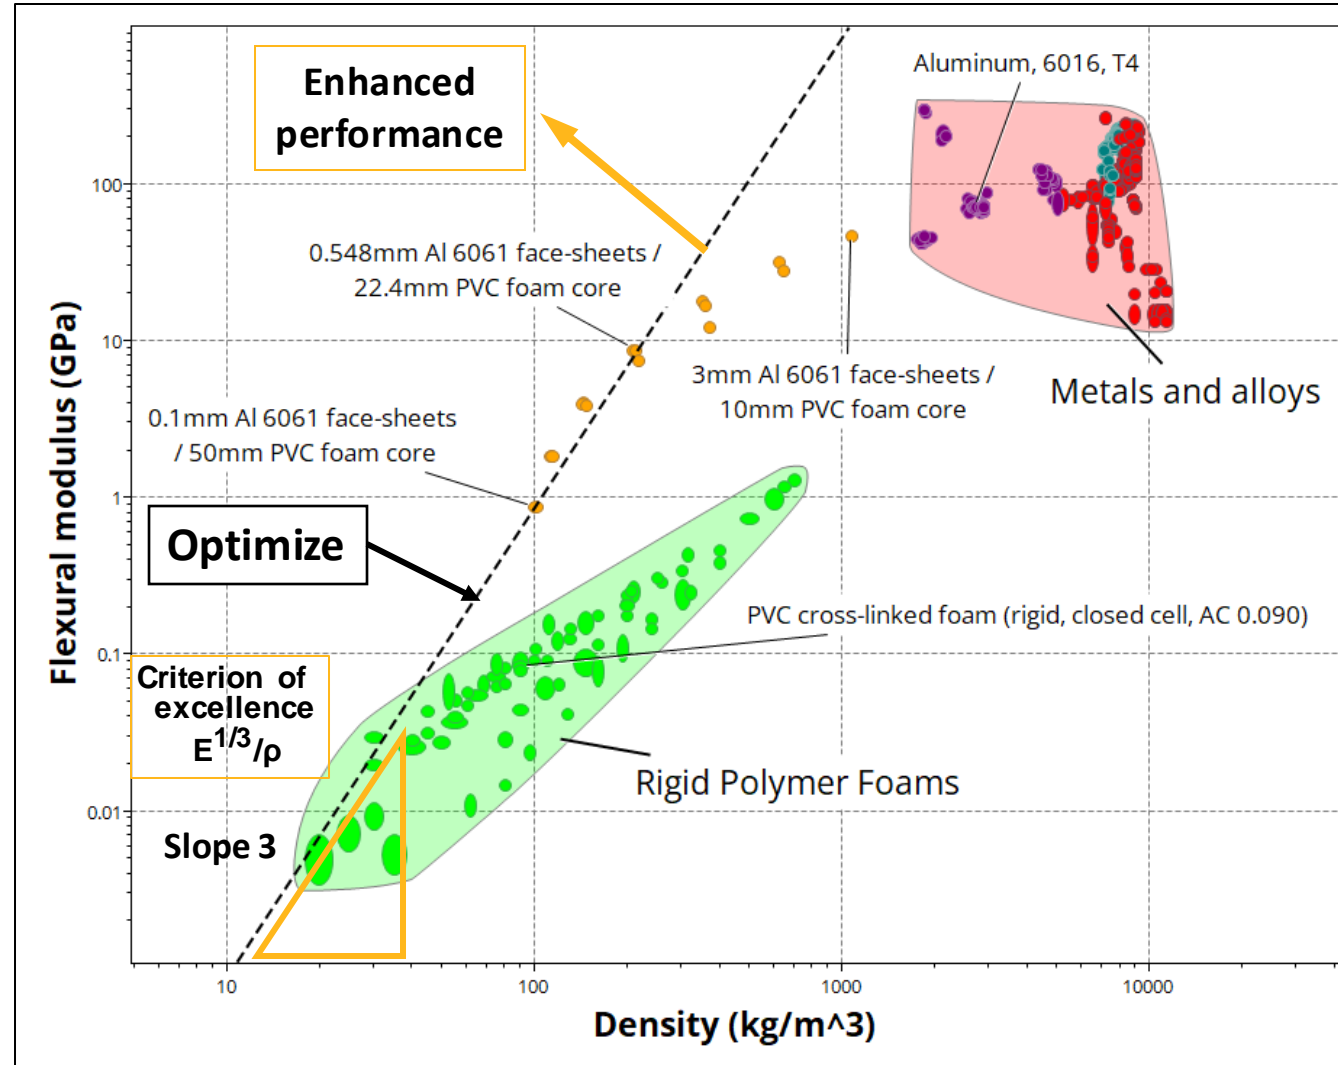 Enhanced
performance
Aluminum, 6016, T4
0.548mm Al 6061 face-sheets /
22.4mm PVC foam core
3mm Al 6061 face-sheets /
10mm PVC foam core
Metals and alloys
0.1mm Al 6061 face-sheets
/ 50mm PVC foam core
Optimize
PVC cross-linked foam (rigid, closed cell, AC 0.090)
Criterion of
excellence
E^1/3/ρ
Rigid Polymer Foams
Slope 3
Flexural modulus (GPa)
100
10
1
0.1
0.01
10
100
1000
10000
Density (kg/m^3)